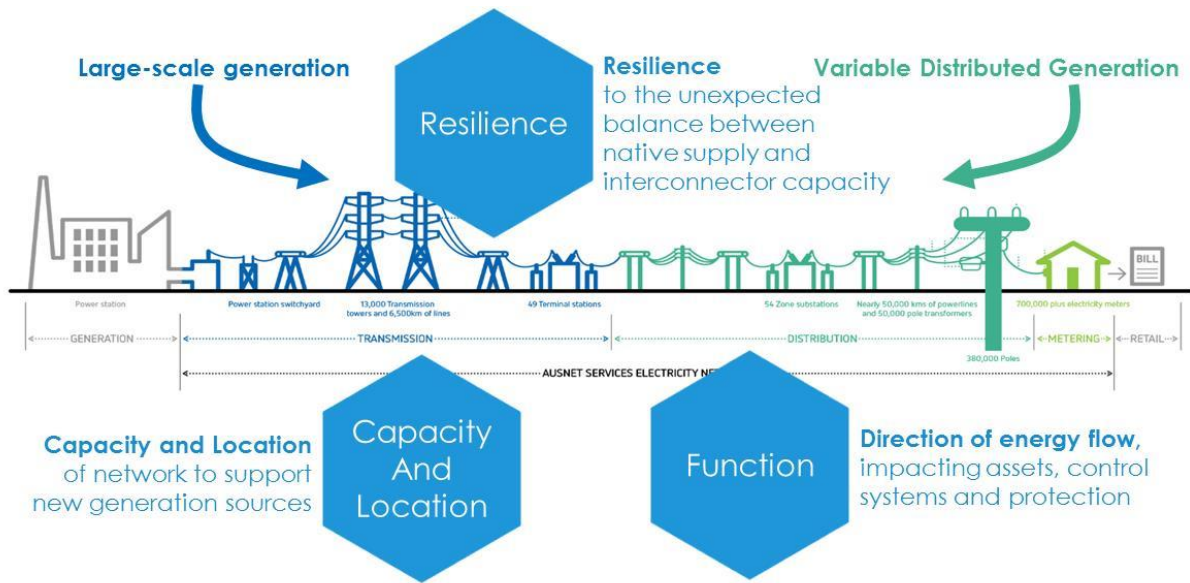 Large-scale generation
Resilience
Resilience
to the unexpected
balance between
native supply and
interconnector capacity
Variable Distributed Generation
BILL
Power station
Power station switchyard
13,000 Transmission
towers and 6,500km of lines
49 Terminal stations
54 Zone substations
Nearly 50,000 kms of powerlines
and 50,000 pole transformers
700,000 plus electricity meters
GENERATION
TRANSMISSION
DISTRIBUTION
METERING
RETAIL
380,000 Poles
AUSNET SERVICES ELECTRICITY
Capacity and Location
of network to support
new generation sources
Capacity
And
Location
Function
Direction of energy flow,
impacting assets, control
systems and protection